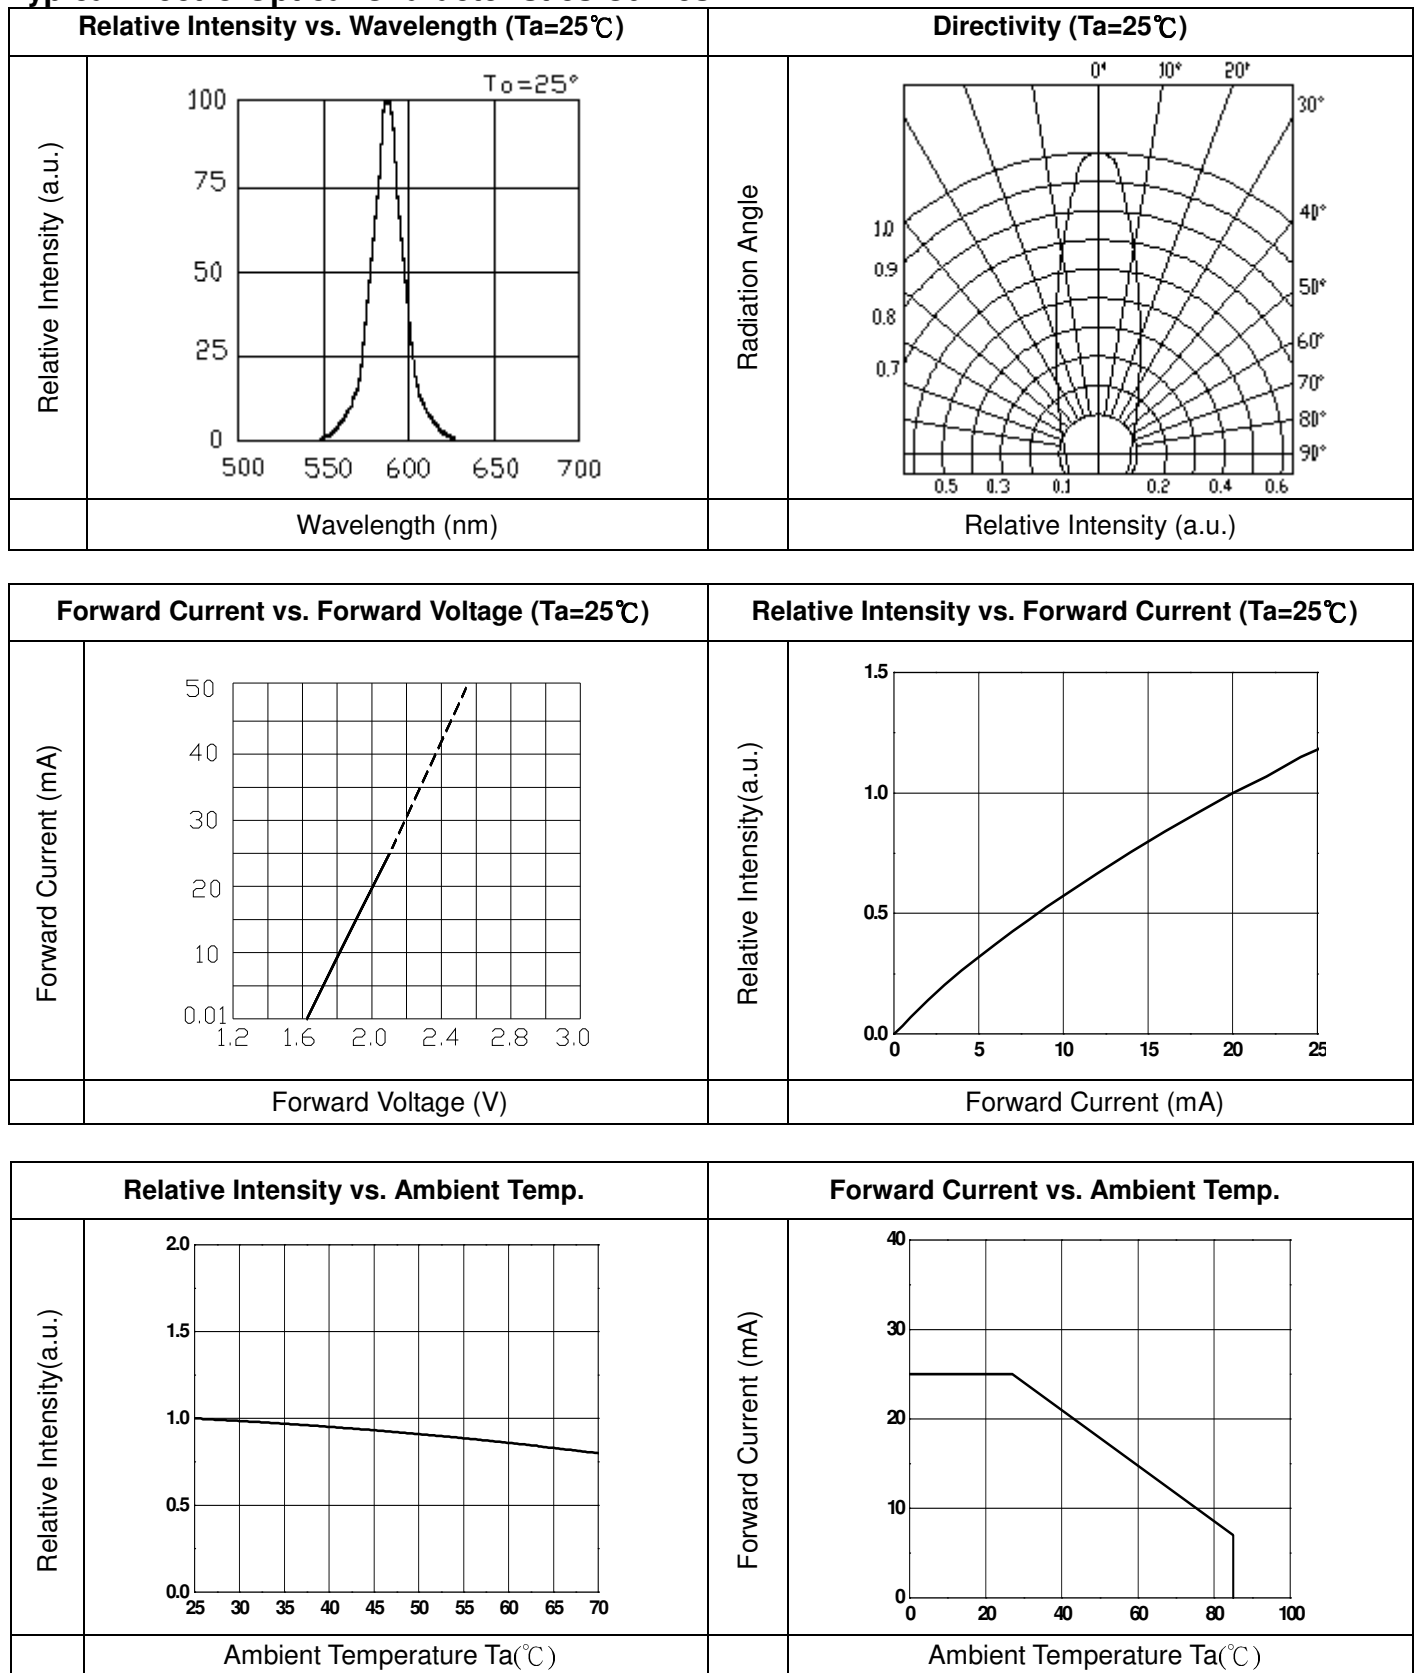 Relative Intensity vs. Wavelength (Ta=25℃)
Directivity (Ta=25℃)
Relative Intensity (a.u.)
To=25°
100
75
50
25
0
500 550 600 650 700
Wavelength (nm)
Radiation Angle
0° 10° 20°
30°
40°
50°
60°
70°
80°
90°
1.0
0.9
0.8
0.7
0.5 0.3 0.1 0.2 0.4 0.6
Relative Intensity (a.u.)
Forward Current vs. Forward Voltage (Ta=25℃)
Relative Intensity vs. Forward Current (Ta=25℃)
Forward Current (mA)
50
40
30
20
10
0.01
1.2 1.6 2.0 2.4 2.8 3.0
Forward Voltage (V)
Relative Intensity(a.u.)
1.5
1.0
0.5
0.0
0 5 10 15 20 25
Forward Current (mA)
Relative Intensity vs. Ambient Temp.
Forward Current vs. Ambient Temp.
Relative Intensity(a.u.)
2.0
1.5
1.0
0.5
0.0
25 30 35 40 45 50 55 60 65 70
Ambient Temperature Ta(℃)
Forward Current (mA)
40
30
20
10
0
0 20 40 60 80 100
Ambient Temperature Ta(℃)